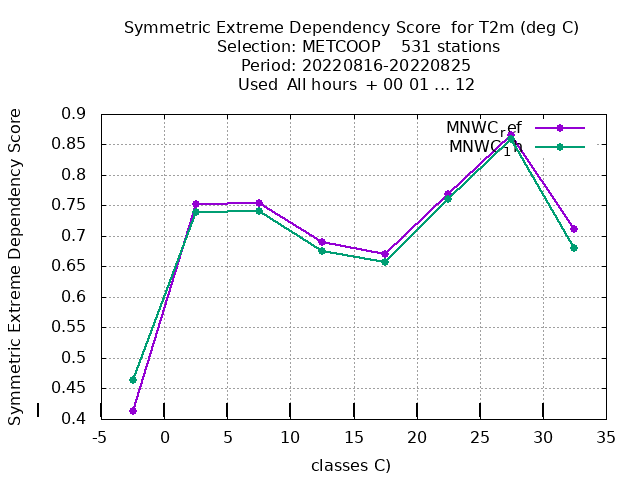 Symmetric Extreme Dependency Score  for T2m (deg C)
Selection: METCOOP    531 stations
Period: 20220816-20220825
Used  All hours  + 00 01 ... 12
Symmetric Extreme Dependency Score
0.9
0.85
0.8
0.75
0.7
0.65
0.6
0.55
0.5
0.45
0.4
MNWC_ref
MNWC_1h
-5 0 5 10 15 20 25 30 35
classes C)